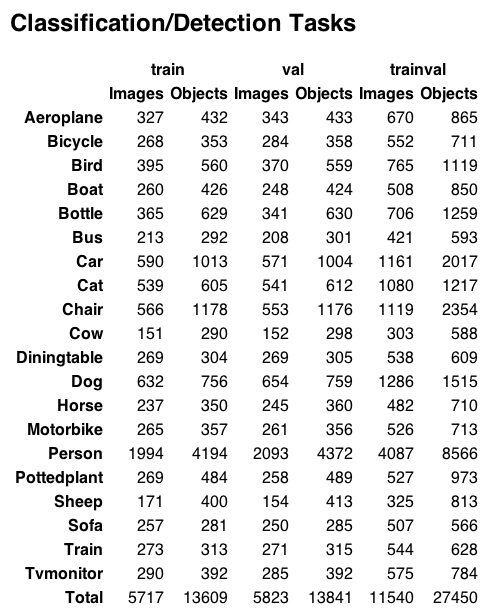 Classification/Detection Tasks
train val trainval
Images Objects Images Objects Images Objects
Aeroplane 327 432 343 433 670 865
Bicycle 268 353 284 358 552 711
Bird 395 560 370 559 765 1119
Boat 260 426 248 424 508 850
Bottle 365 629 341 630 706 1259
Bus 213 292 208 301 421 593
Car 590 1013 571 1004 1161 2017
Cat 539 605 541 612 1080 1217
Chair 566 1178 553 1176 1119 2354
Cow 151 290 152 298 303 588
Diningtable 269 304 269 305 538 609
Dog 632 756 654 759 1286 1515
Horse 237 350 245 360 482 710
Motorbike 265 357 261 356 526 713
Person 1994 4194 2093 4372 4087 8566
Pottedplant 269 484 258 489 527 973
Sheep 171 400 154 413 325 813
Sofa 257 281 250 285 507 566
Train 273 313 271 315 544 628
Tvmonitor 290 392 285 392 575 784
Total 5717 13609 5823 13841 11540 27450